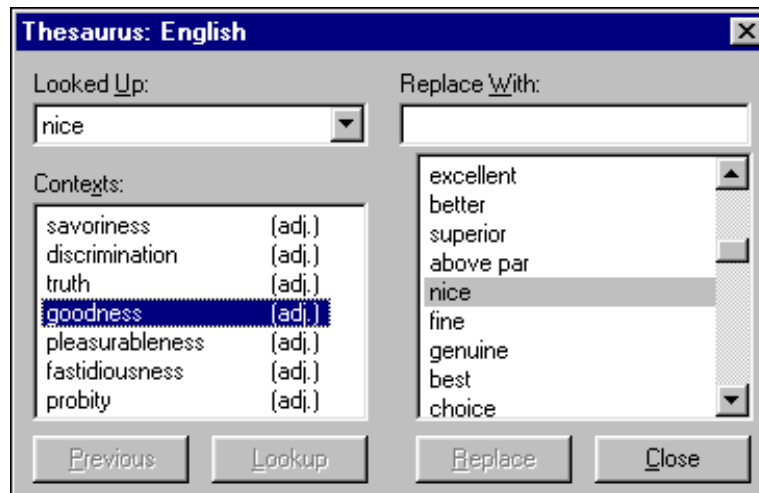 Thesaurus: English
Looked Up:
nice
Contexts:
savoriness (adj.)
discrimination (adj.)
truth (adj.)
goodness (adj.)
pleasurableness (adj.)
fastidiousness (adj.)
probity (adj.)
Previous
Lookup
Replace With:
excellent
better
superior
above par
nice
fine
genuine
best
choice
Replace
Close